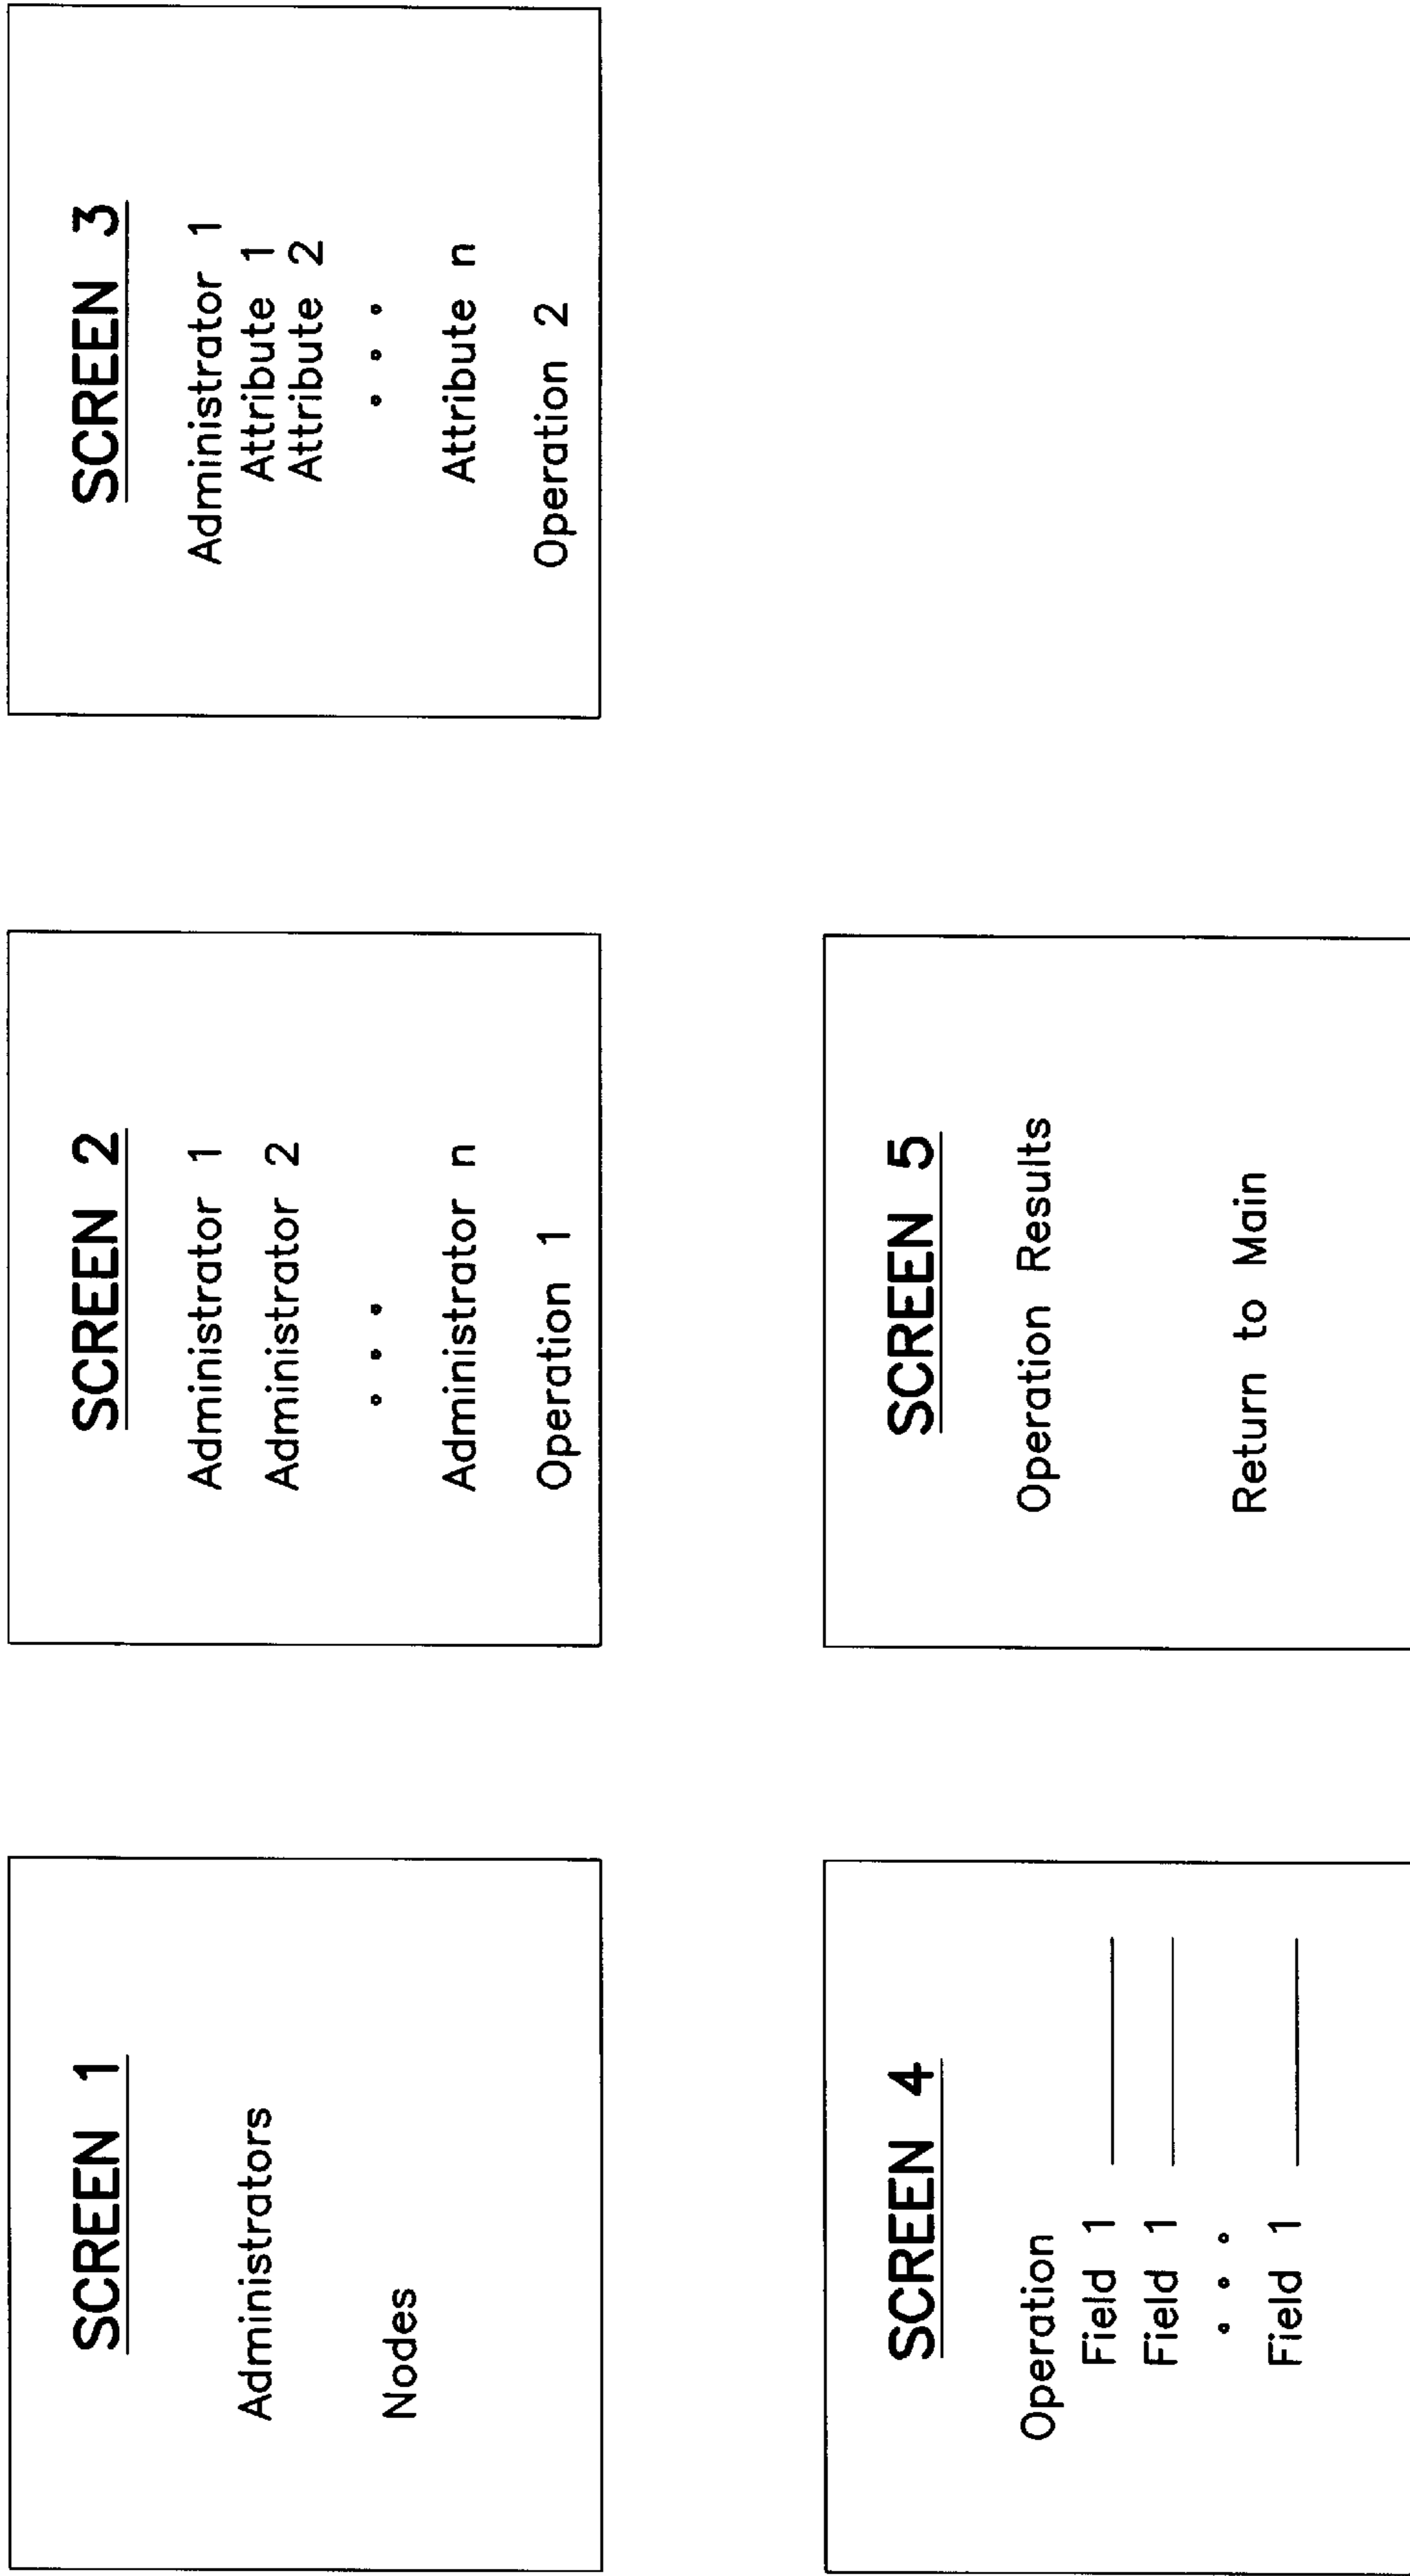 SCREEN 1
Administrators
Nodes
SCREEN 2
Administrator 1
Administrator 2
Administrator n
Operation 1
SCREEN 3
Administrator 1
Attribute 1
Attribute 2
Attribute n
Operation 2
SCREEN 4
Operation
Field 1
Field 1
Field 1
SCREEN 5
Operation Results
Return to Main